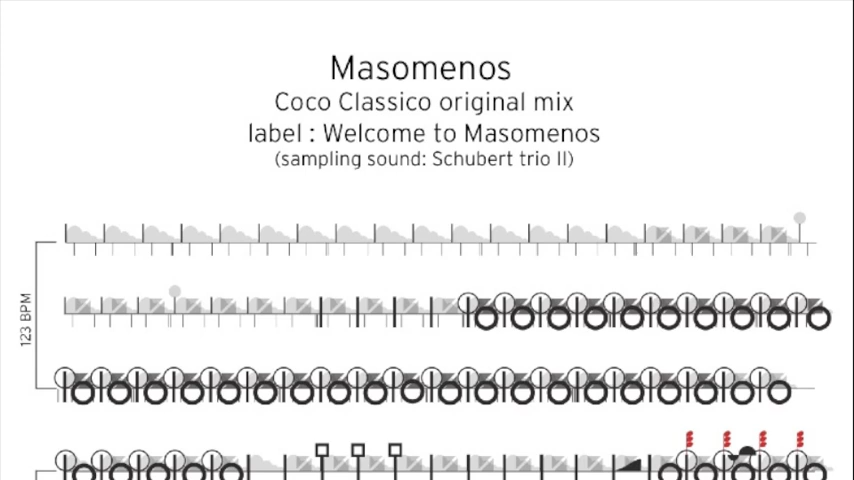 Masomenos
Coco Classico original mix
label : Welcome to Masomenos
(sampling sound: Schubert trio II)
123 BPM